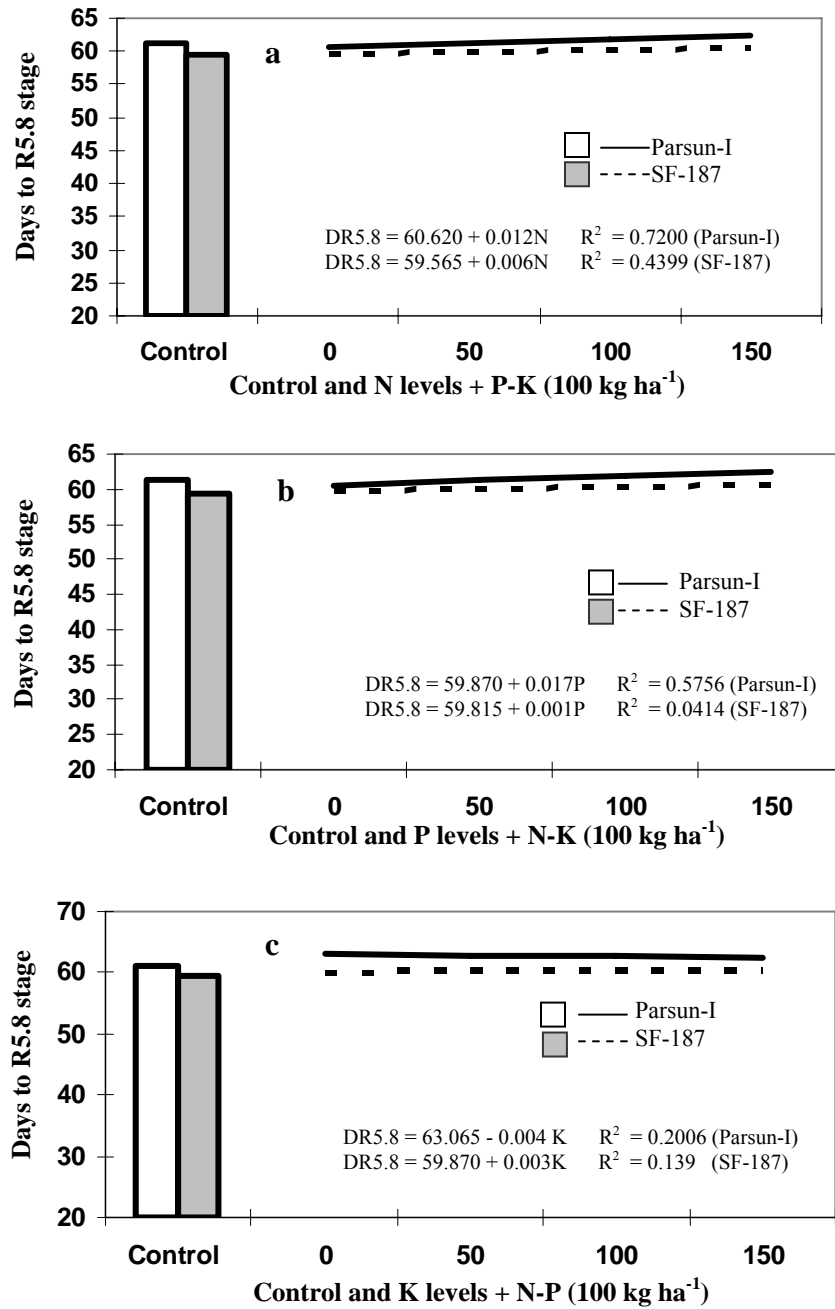 65
60
55
50
45
40
35
30
25
20
Days to R5.8 stage
a
Parsun-I
SF-187
DR5.8 = 60.620 + 0.012N R² = 0.7200 (Parsun-I)
DR5.8 = 59.565 + 0.006N R² = 0.4399 (SF-187)
Control 0 50 100 150
Control and N levels + P-K (100 kg ha⁻¹)
65
60
55
50
45
40
35
30
25
20
Days to R5.8 stage
b
Parsun-I
SF-187
DR5.8 = 59.870 + 0.017P R² = 0.5756 (Parsun-I)
DR5.8 = 59.815 + 0.001P R² = 0.0414 (SF-187)
Control 0 50 100 150
Control and P levels + N-K (100 kg ha⁻¹)
70
60
50
40
30
20
Days to R5.8 stage
c
Parsun-I
SF-187
DR5.8 = 63.065 - 0.004 K R² = 0.2006 (Parsun-I)
DR5.8 = 59.870 + 0.003K R² = 0.139 (SF-187)
Control 0 50 100 150
Control and K levels + N-P (100 kg ha⁻¹)